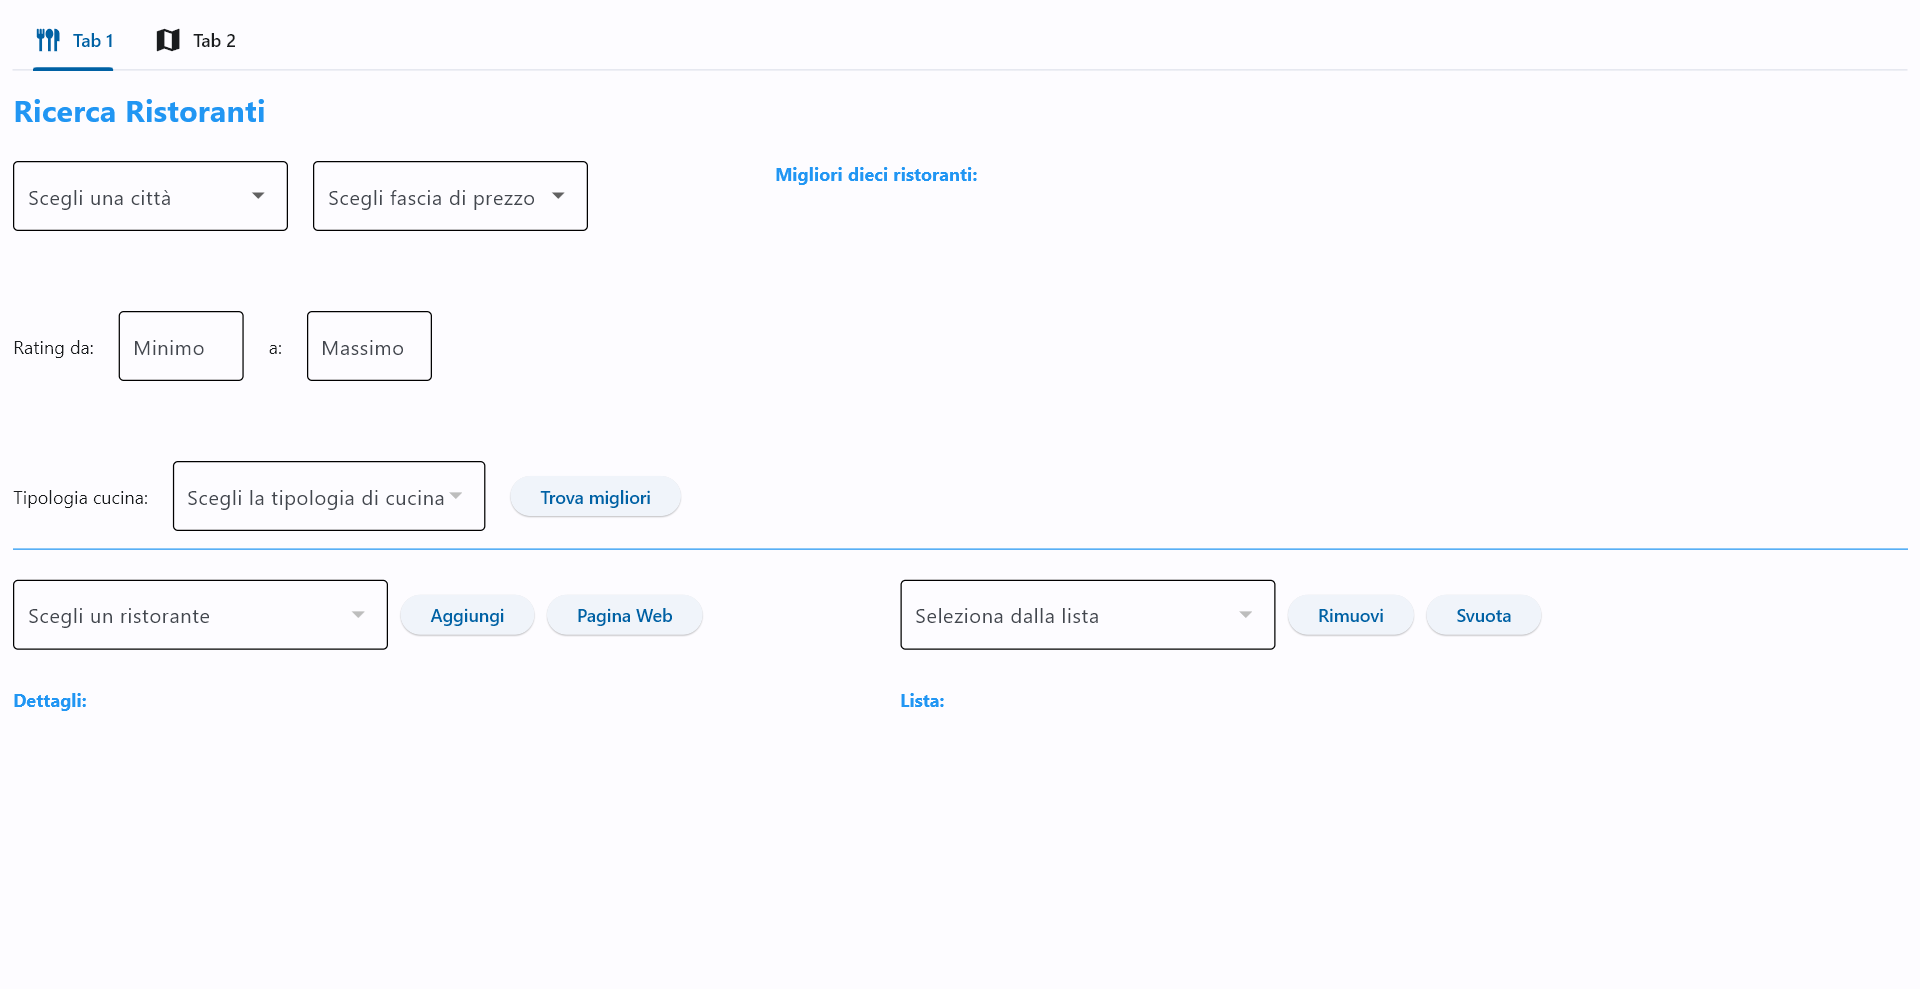 Tab 1 Tab 2
Ricerca Ristoranti
Scegli una città Scegli fascia di prezzo Migliori dieci ristoranti:
Rating da: Minimo a: Massimo
Tipologia cucina: Scegli la tipologia di cucina Trova migliori
Scegli un ristorante Aggiungi Pagina Web Seleziona dalla lista Rimuovi Svuota
Dettagli: Lista: